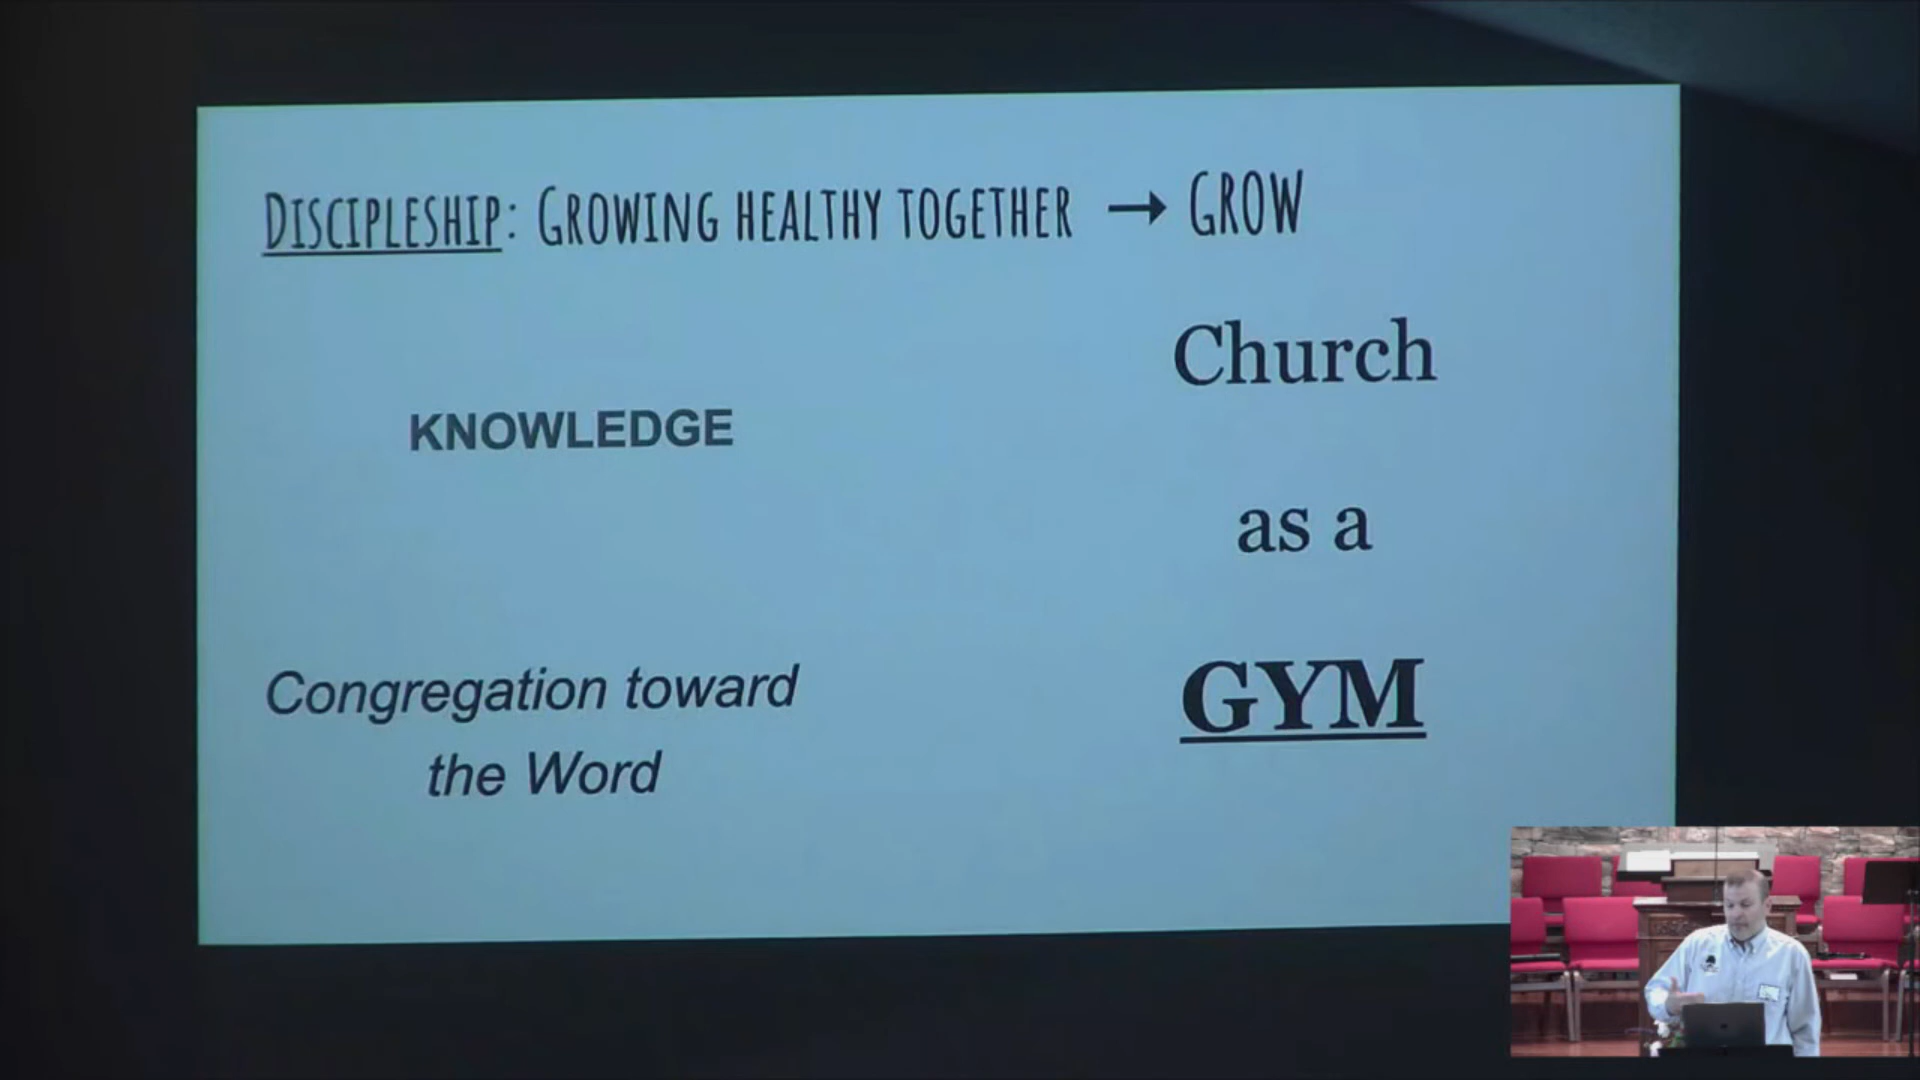 DISCIPLESHIP: GROWING HEALTHY TOGETHER → GROW
KNOWLEDGE
Congregation toward
the Word
Church
as a
GYM